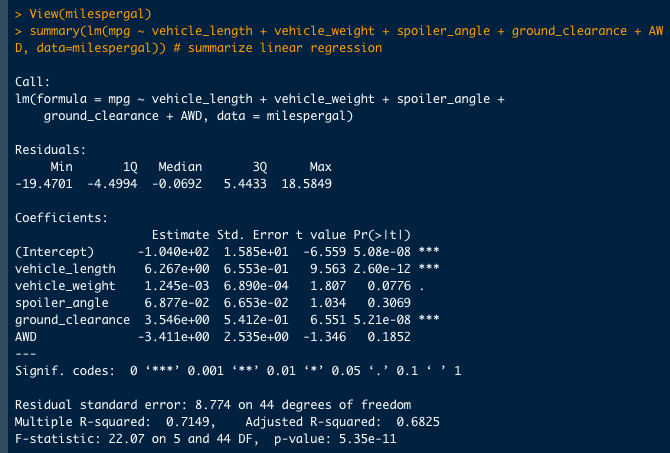 > View(milespergal)
> summary(lm(mpg ~ vehicle_length + vehicle_weight + spoiler_angle + ground_clearance + AW
D, data=milespergal)) # summarize linear regression
Call:
lm(formula = mpg ~ vehicle_length + vehicle_weight + spoiler_angle +
    ground_clearance + AWD, data = milespergal)
Residuals:
     Min       1Q   Median       3Q      Max
-19.4701  -4.4994  -0.0692   5.4433  18.5849
Coefficients:
                   Estimate Std. Error t value Pr(>|t|)
(Intercept)      -1.040e+02  1.585e+01  -6.559 5.08e-08 ***
vehicle_length    6.267e+00  6.553e-01   9.563 2.60e-12 ***
vehicle_weight    1.245e-03  6.890e-04   1.807   0.0776 .
spoiler_angle     6.877e-02  6.653e-02   1.034   0.3069
ground_clearance  3.546e+00  5.412e-01   6.551 5.21e-08 ***
AWD              -3.411e+00  2.535e+00  -1.346   0.1852
---
Signif. codes:  0 ‘***’ 0.001 ‘**’ 0.01 ‘*’ 0.05 ‘.’ 0.1 ‘ ’ 1
Residual standard error: 8.774 on 44 degrees of freedom
Multiple R-squared:  0.7149,	Adjusted R-squared:  0.6825
F-statistic: 22.07 on 5 and 44 DF,  p-value: 5.35e-11